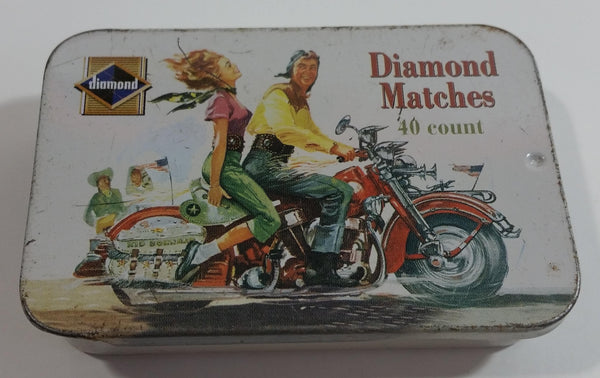 diamond
Diamond
Matches
40 count